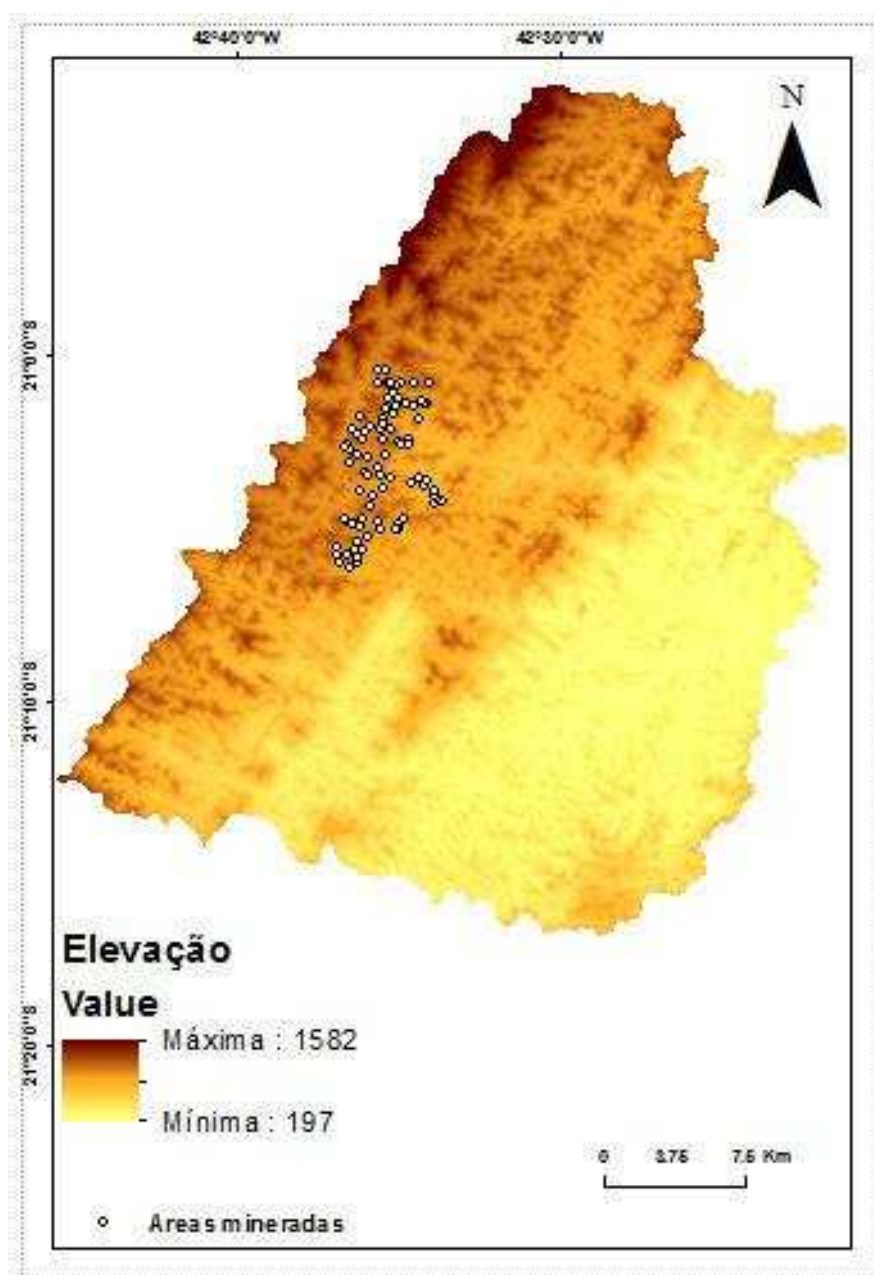 42°40'0"W
42°30'0"W
N
21°0'0"S
21°10'0"S
21°20'0"S
Elevação
Value
Máxima : 1582
Mínima : 197
0 3.75 7.5 Km
Areas mineradas